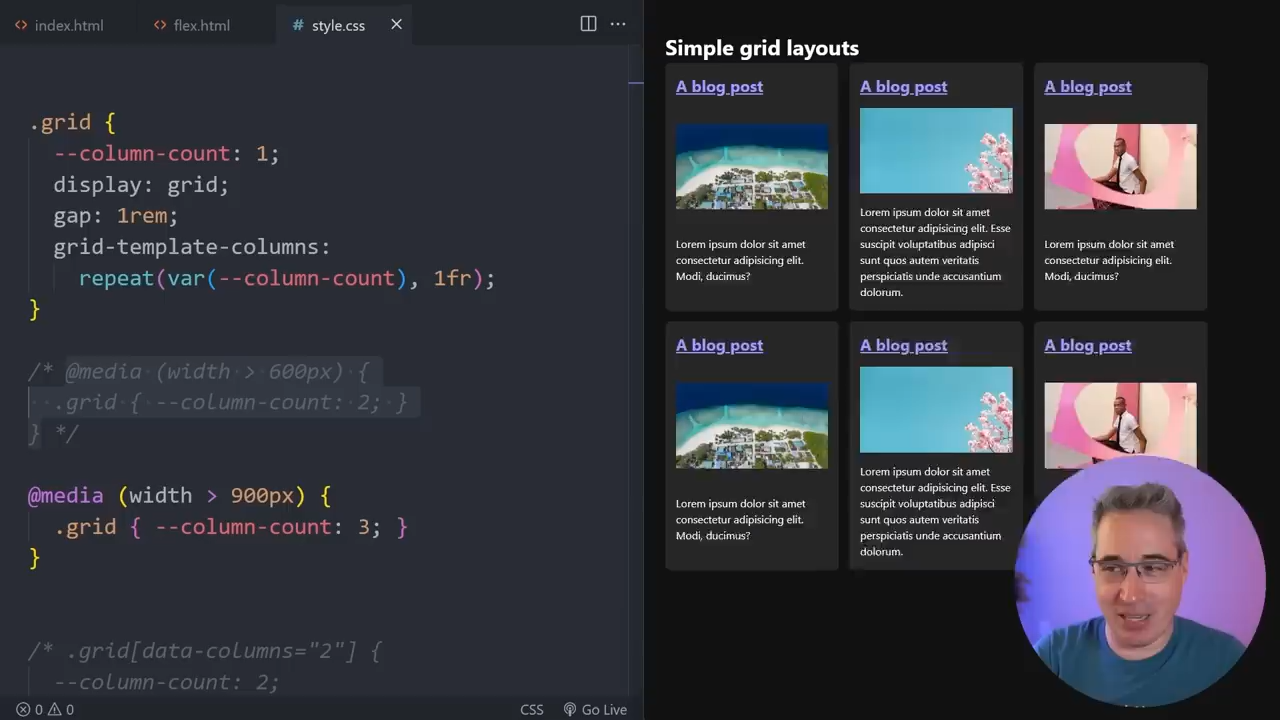 index.html
flex.html
# style.css
.grid {
--column-count: 1;
display: grid;
gap: 1rem;
grid-template-columns:
repeat(var(--column-count), 1fr);
}
/* @media (width > 600px) {
.grid { --column-count: 2; }
} */
@media (width > 900px) {
.grid { --column-count: 3; }
}
/* .grid[data-columns="2"] {
--column-count: 2;
0 0
CSS
Go Live
Simple grid layouts
A blog post
Lorem ipsum dolor sit amet
consectetur adipisicing elit.
Modi, ducimus?
A blog post
Lorem ipsum dolor sit amet
consectetur adipisicing elit. Esse
suscipit voluptatibus adipisci
quos quo autem veritatis
perspiciatis unde accusantium
dolorum.
A blog post
Lorem ipsum dolor sit amet
consectetur adipisicing elit.
Modi, ducimus?
A blog post
Lorem ipsum dolor sit amet
consectetur adipisicing elit.
Modi, ducimus?
A blog post
Lorem ipsum dolor sit amet
consectetur adipisicing elit. Esse
suscipit voluptatibus adipisci
sunt quos autem veritatis
perspiciatis unde accusantium
dolorum.
A blog post